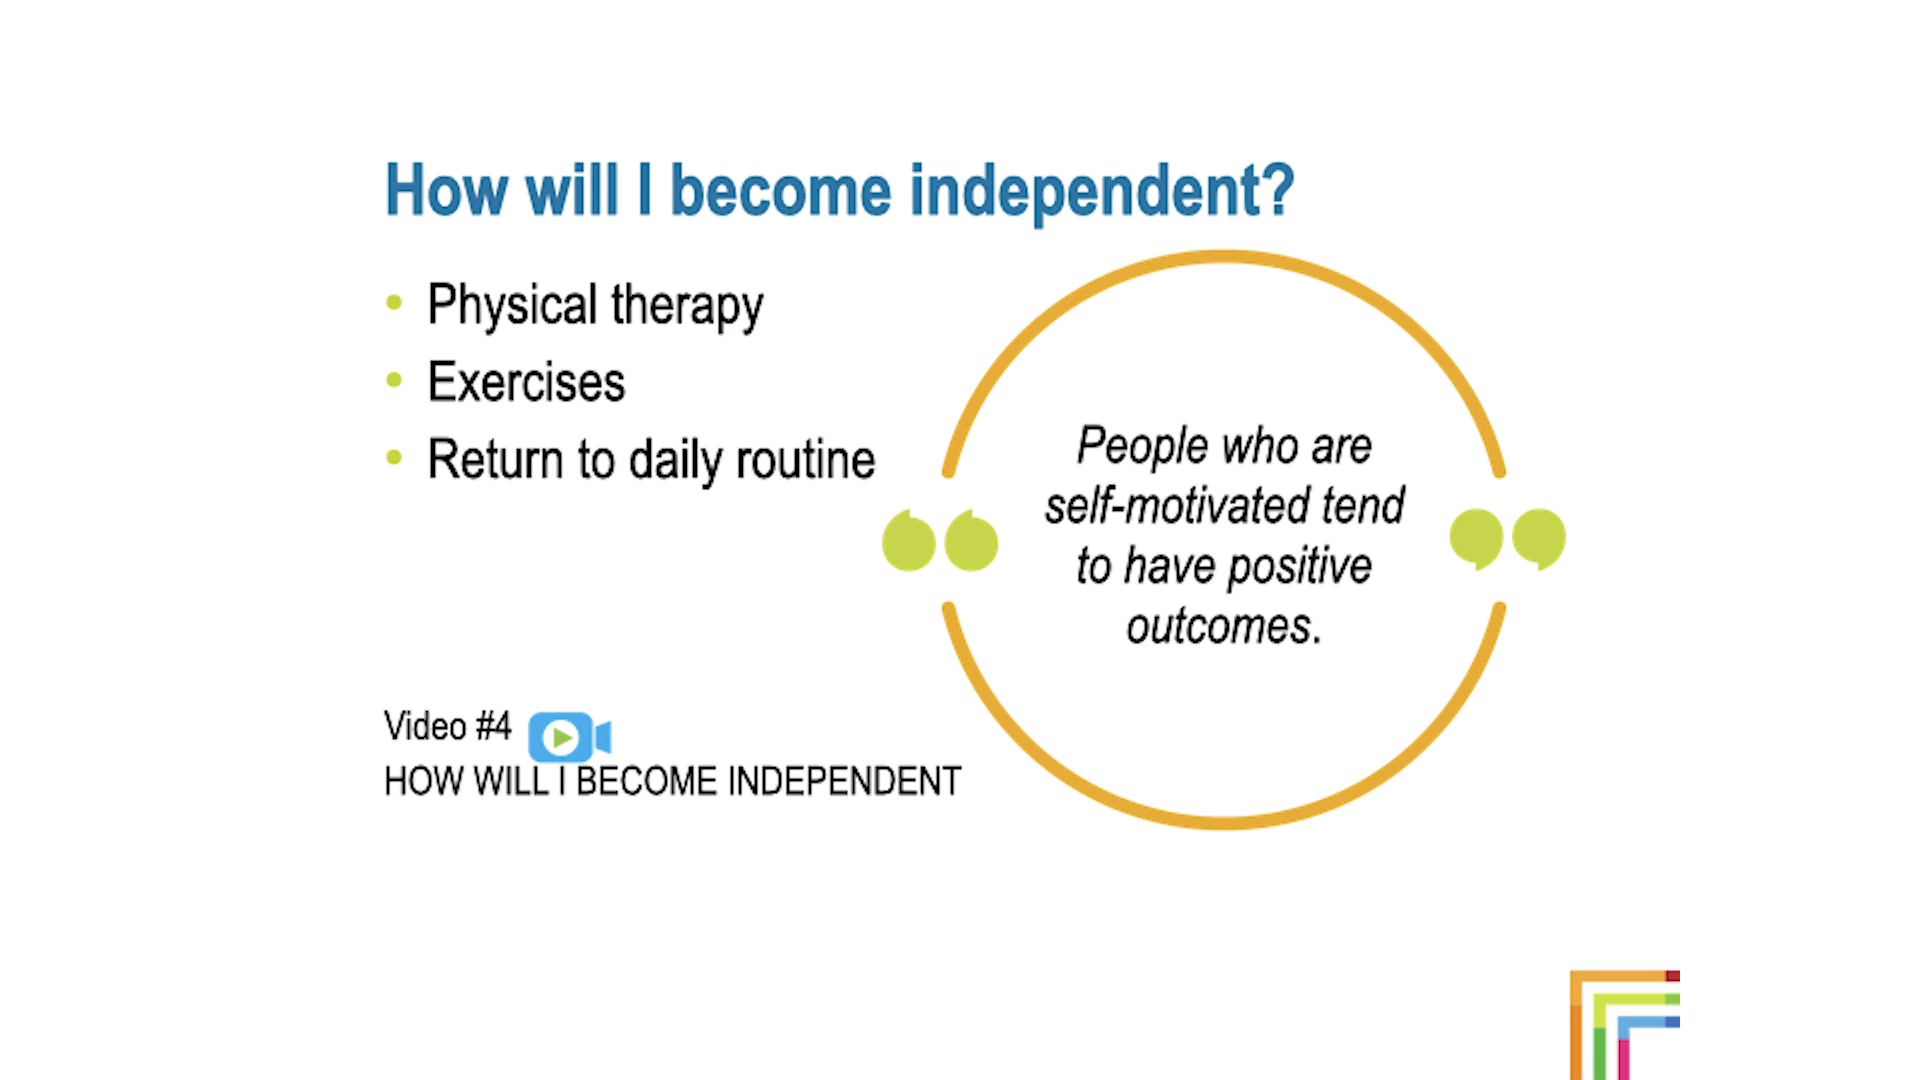 How will I become independent?
• Physical therapy
• Exercises
• Return to daily routine
People who are
self-motivated tend
to have positive
outcomes.
Video #4
HOW WILL I BECOME INDEPENDENT